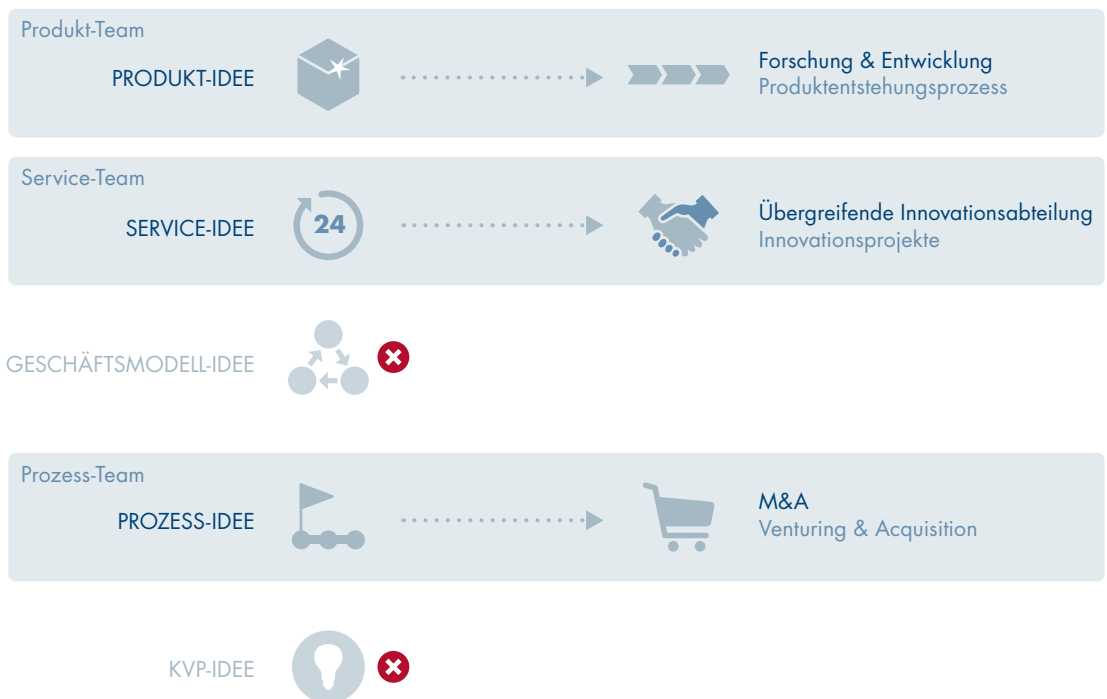 Produkt-Team
PRODUKT-IDEE
Forschung & Entwicklung
Produktentstehungsprozess
Service-Team
SERVICE-IDEE
24
Übergreifende Innovationsabteilung
Innovationsprojekte
GESCHÄFTSMODELL-IDEE
Prozess-Team
PROZESS-IDEE
M&A
Venturing & Acquisition
KVP-IDEE